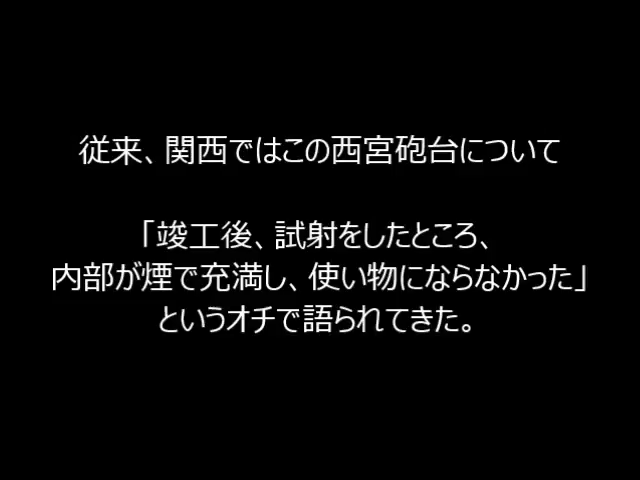 従来、関西ではこの西宮砲台について
「竣工後、試射をしたところ、
内部が煙で充満し、使い物にならなかった」
というオチで語られてきた。